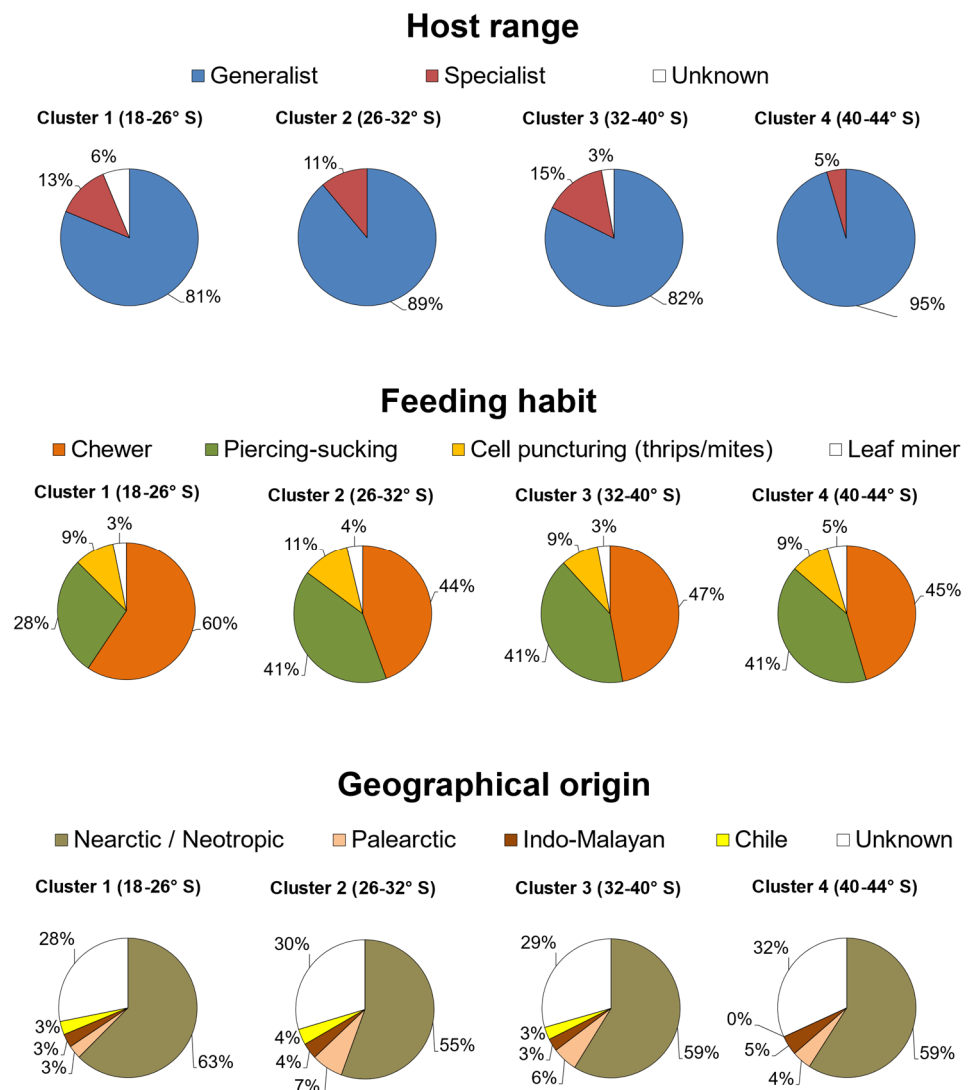 Host range
Generalist Specialist Unknown
Cluster 1 (18-26° S) Cluster 2 (26-32° S) Cluster 3 (32-40° S) Cluster 4 (40-44° S)
6% 11% 3% 5%
13% 15%
81% 89% 82% 95%
Feeding habit
Chewer Piercing-sucking Cell puncturing (thrips/mites) Leaf miner
Cluster 1 (18-26° S) Cluster 2 (26-32° S) Cluster 3 (32-40° S) Cluster 4 (40-44° S)
3% 4% 3% 5%
9% 11% 9% 9%
44% 47% 45%
28% 60% 41% 41% 41%
Geographical origin
Nearctic / Neotropic Palearctic Indo-Malayan Chile Unknown
Cluster 1 (18-26° S) Cluster 2 (26-32° S) Cluster 3 (32-40° S) Cluster 4 (40-44° S)
28% 30% 29% 32%
3% 4% 3% 0%
3% 4% 3% 5%
3% 63% 7% 55% 6% 59% 4% 59%